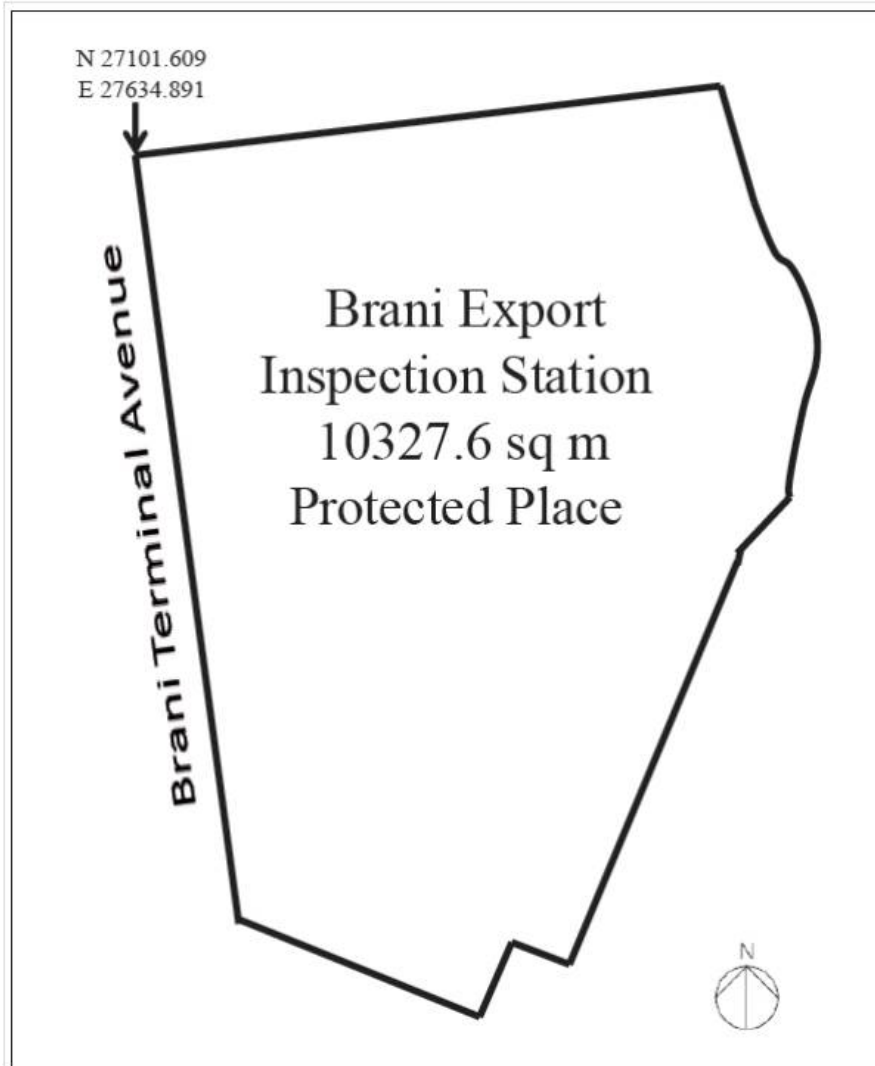 N 27101.609
E 27634.891
Brani Terminal Avenue
Brani Export
Inspection Station
10327.6 sq m
Protected Place
N